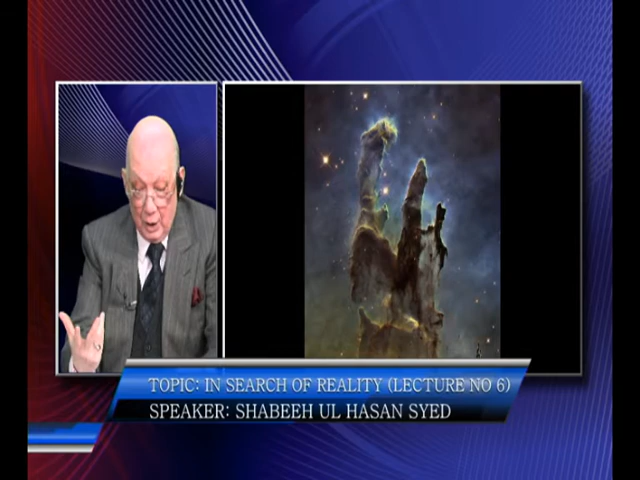 TOPIC: IN SEARCH OF REALITY (LECTURE NO 6)
SPEAKER: SHABEEH UL HASAN SYED